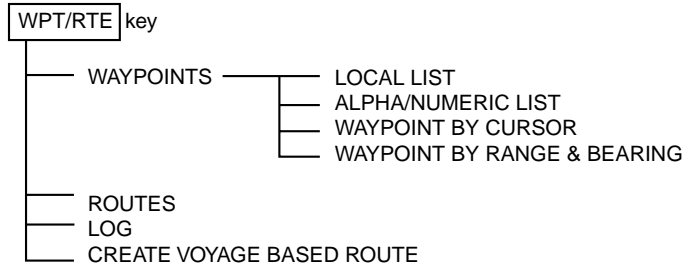 WPT/RTE key
WAYPOINTS
LOCAL LIST
ALPHA/NUMERIC LIST
WAYPOINT BY CURSOR
WAYPOINT BY RANGE & BEARING
ROUTES
LOG
CREATE VOYAGE BASED ROUTE